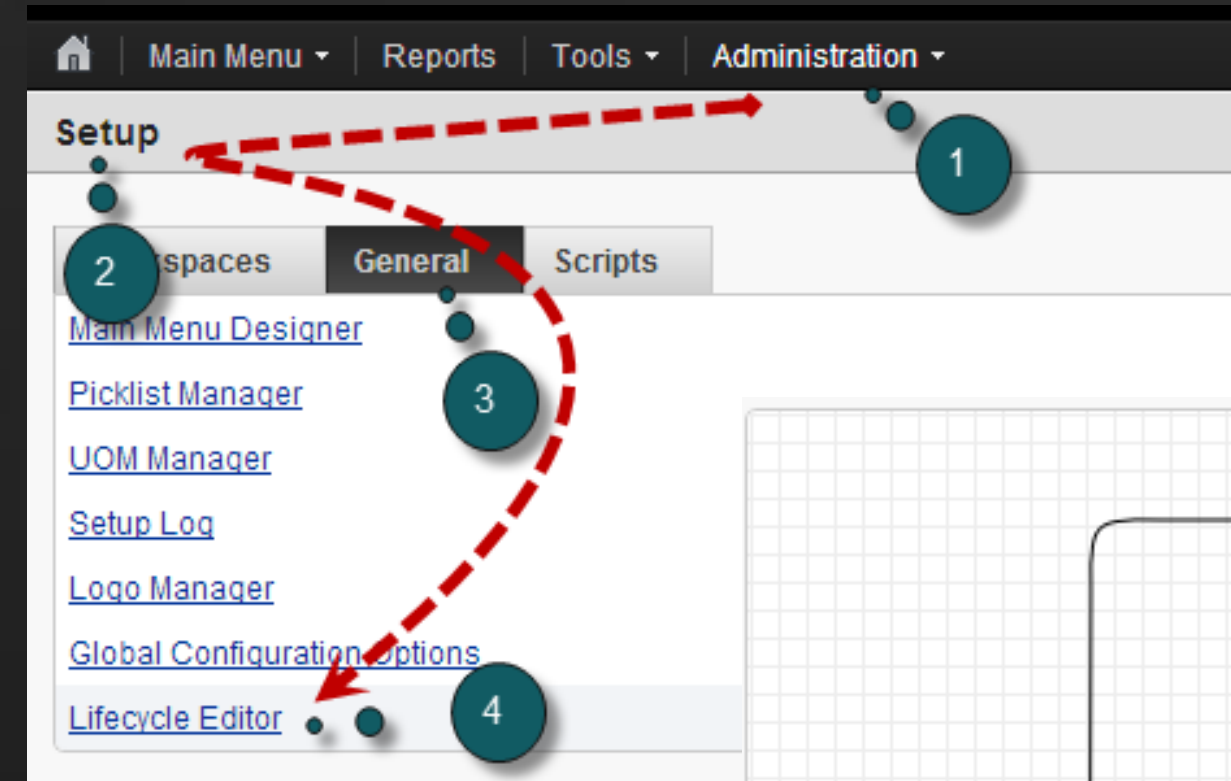 Main Menu Reports Tools Administration
1
Setup
2
spaces General Scripts
Main Menu Designer
Picklist Manager
3
UOM Manager
Setup Log
Logo Manager
Global Configuration Options
Lifecycle Editor
4